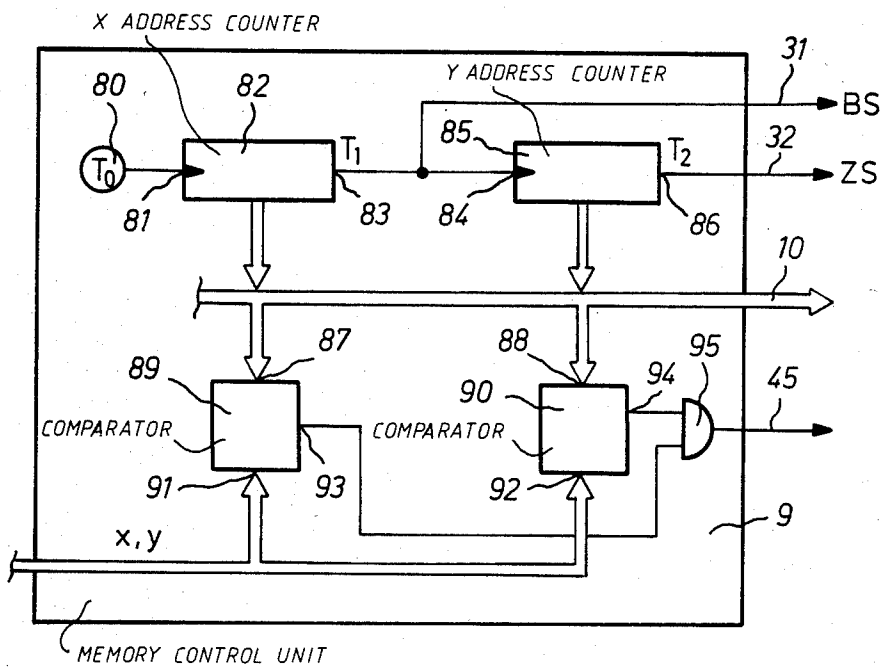 X ADDRESS COUNTER
Y ADDRESS COUNTER
31
80
82
BS
85
T₁
T₂
32
T₀
ZS
81
83
84
86
10
87
88
95
89
94
45
90
COMPARATOR
COMPARATOR
91
93
92
9
x, y
MEMORY CONTROL UNIT